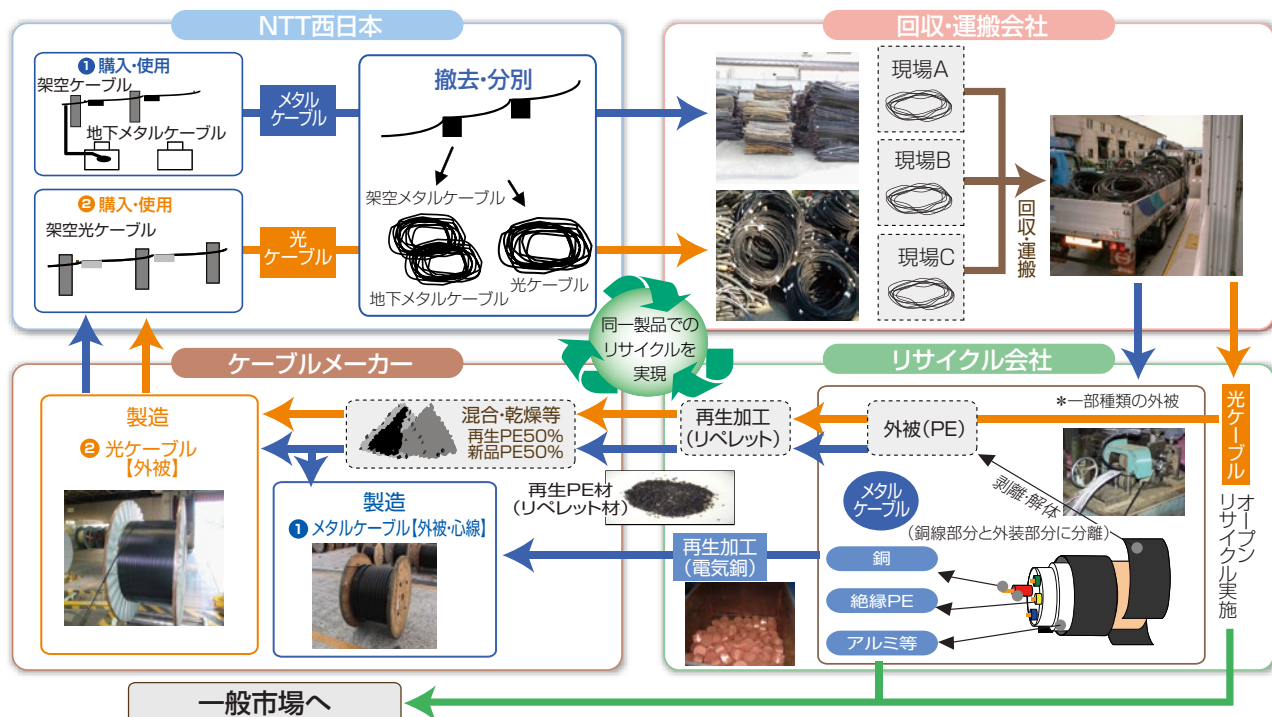 NTT西日本
❶ 購入・使用
架空ケーブル
地下メタルケーブル
メタル
ケーブル
❷ 購入・使用
架空光ケーブル
光
ケーブル
撤去・分別
架空メタルケーブル
地下メタルケーブル
光ケーブル
回収・運搬会社
現場A
現場B
現場C
回収・運搬
同一製品での
リサイクルを
実現
ケーブルメーカー
製造
❷ 光ケーブル
【外被】
混合・乾燥等
再生PE50%
新品PE50%
製造
❶ メタルケーブル【外被・心線】
再生PE材
(リペレット材)
リサイクル会社
再生加工
(リペレット)
外被(PE)
*一部種類の外被
光ケーブル
オープン
リサイクル実施
剥離・解体
メタル
ケーブル
(銅線部分と外装部分に分離)
再生加工
(電気銅)
銅
絶縁PE
アルミ等
一般市場へ